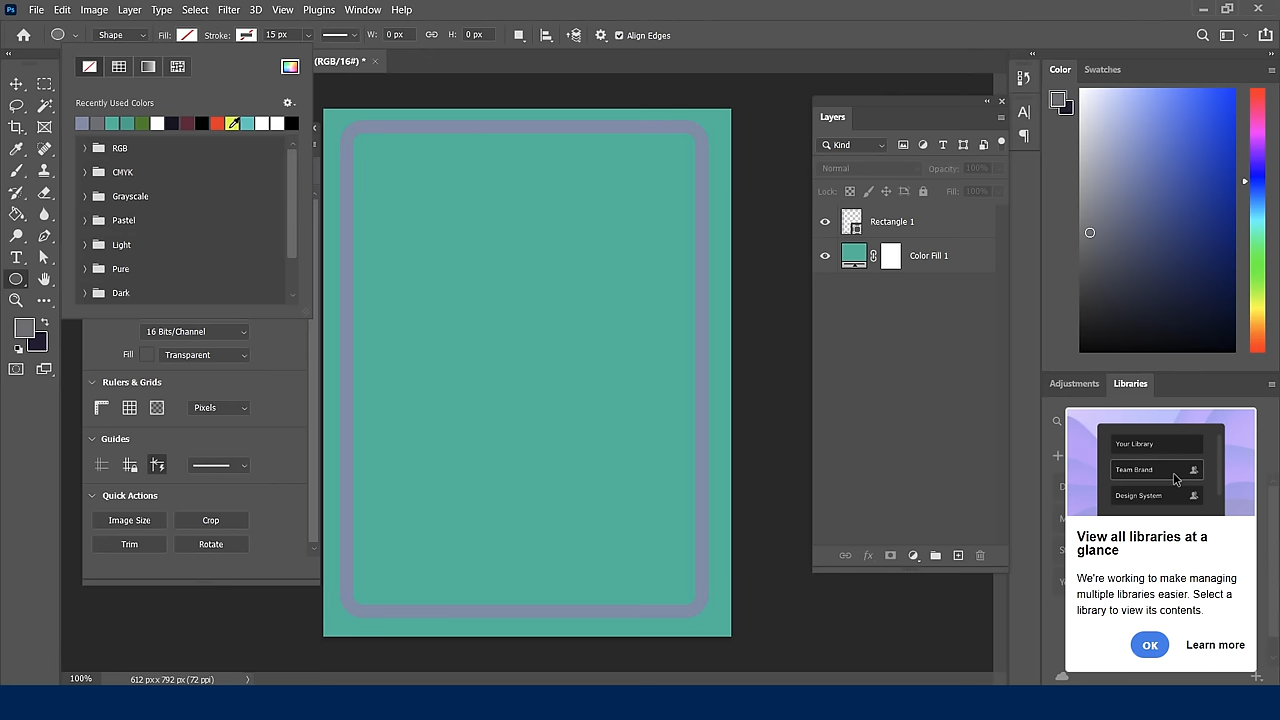 Ps File Edit Image Layer Type Select Filter 3D View Plugins Window Help
Shape Fill: Stroke: 15 px W: 0 px H: 0 px Align Edges
(RGB/16#) *
Recently Used Colors
RGB
CMYK
Grayscale
Pastel
Light
Pure
Dark
16 Bits/Channel
Fill Transparent
Rulers & Grids
Pixels
Guides
Quick Actions
Image Size Crop
Trim Rotate
100% 612 px x 792 px (72 ppi)
Layers
Kind
Normal Opacity: 100%
Lock: Fill: 100%
Rectangle 1
Color Fill 1
Color Swatches
Adjustments Libraries
Your Library
Team Brand
Design System
View all libraries at a
glance
We're working to make managing
multiple libraries easier. Select a
library to view its contents.
OK Learn more